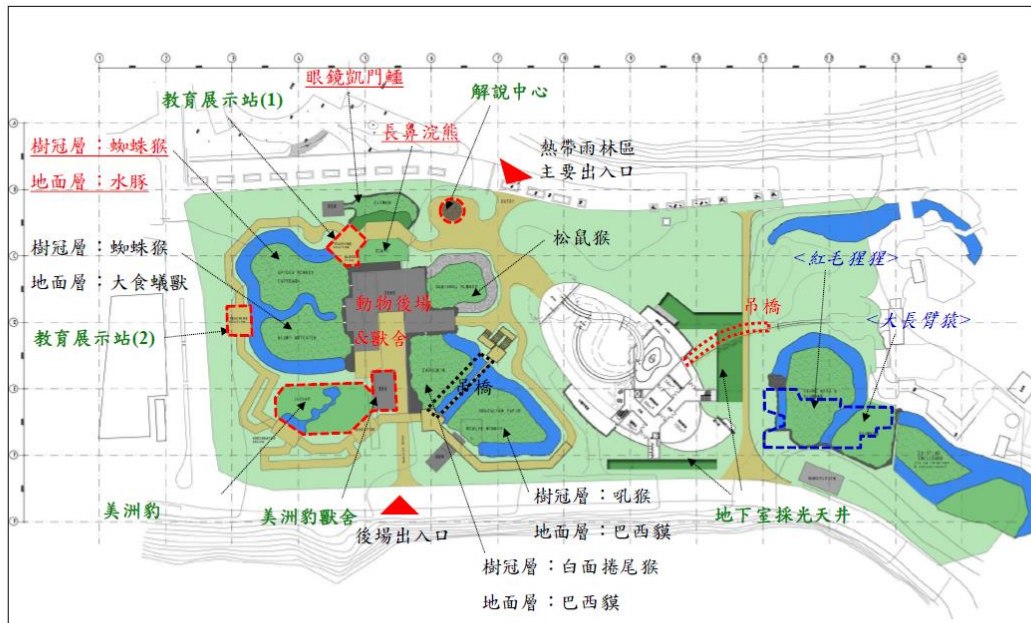 眼鏡凱門鱷
教育展示站(1)
解說中心
長鼻浣熊
樹冠層：蜘蛛猴
地面層：水豚
熱帶雨林區
主要出入口
樹冠層：蜘蛛猴
地面層：大食蟻獸
松鼠猴
<紅毛猩猩>
動物後場
&獸舍
吊橋
<大長臂猿>
教育展示站(2)
吊橋
美洲豹
美洲豹獸舍
後場出入口
樹冠層：吼猴
地面層：巴西貘
地下室採光天井
樹冠層：白面捲尾猴
地面層：巴西貘